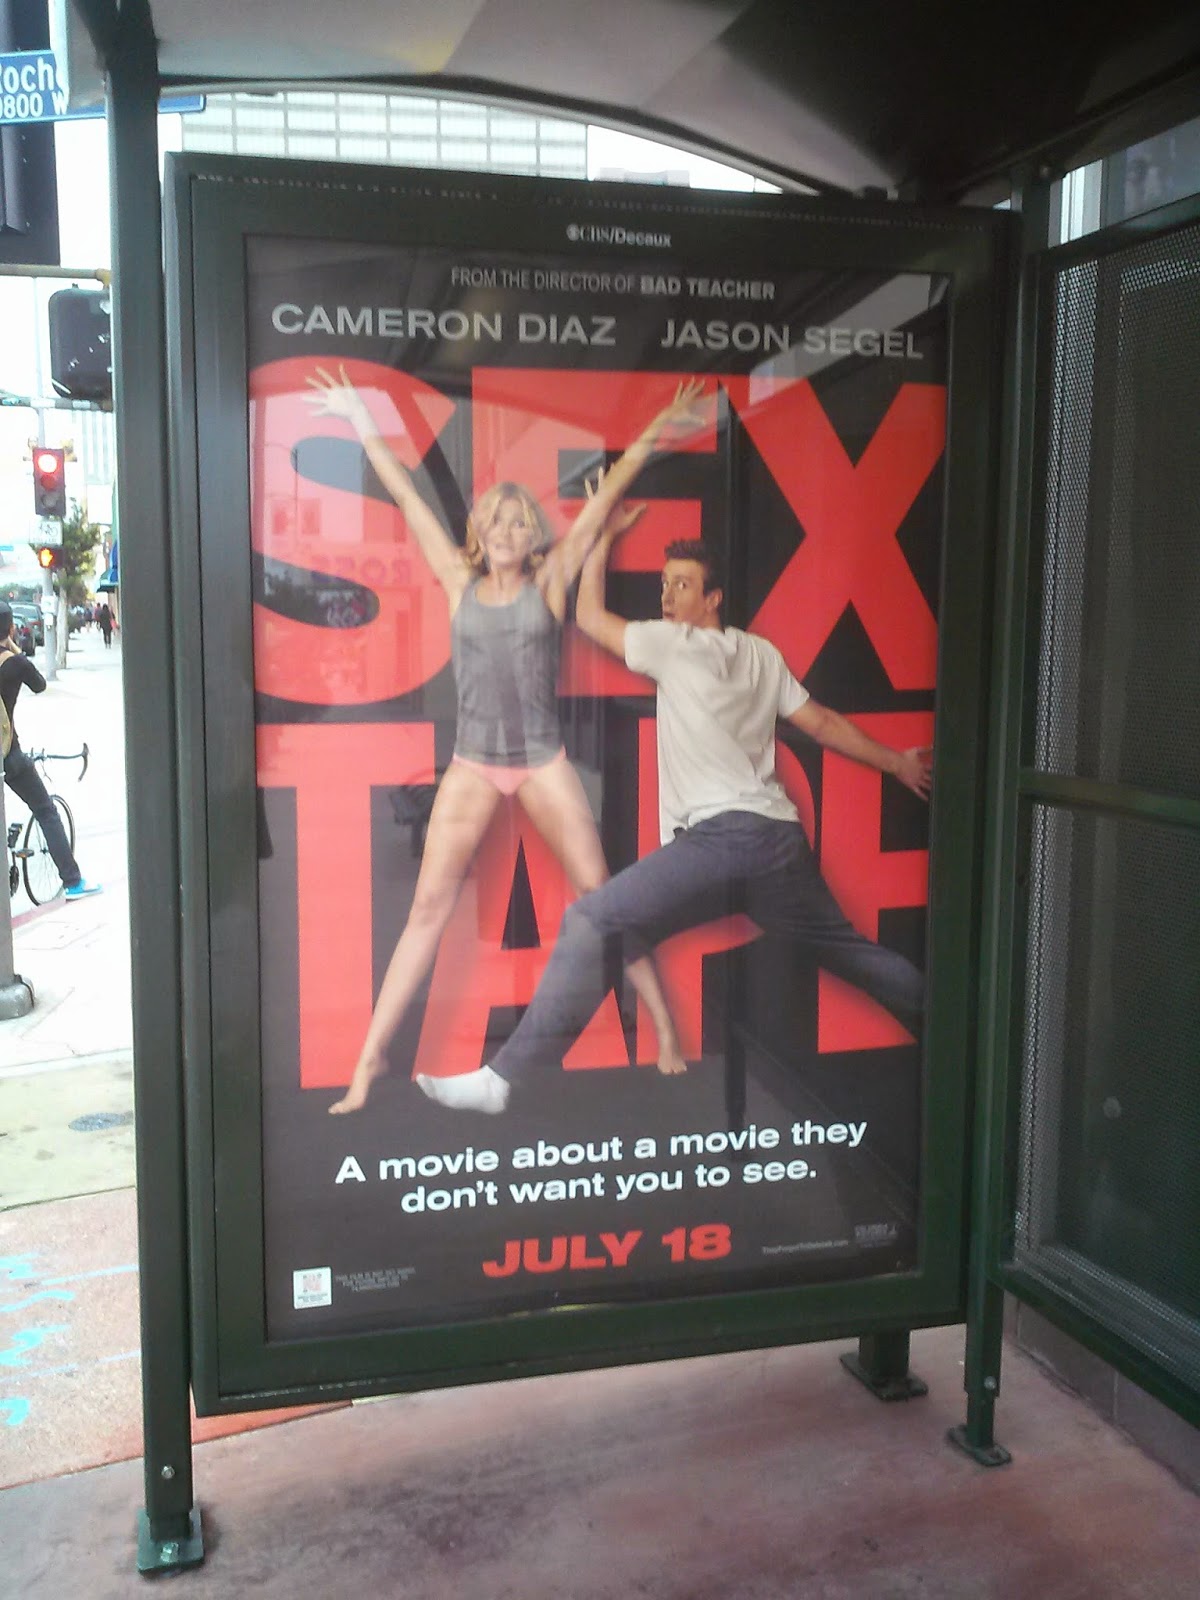 Roch
0800 W
CBS/Decaux
FROM THE DIRECTOR OF BAD TEACHER
CAMERON DIAZ JASON SEGEL
SEX
TAPE
A movie about a movie they
don't want you to see.
JULY 18